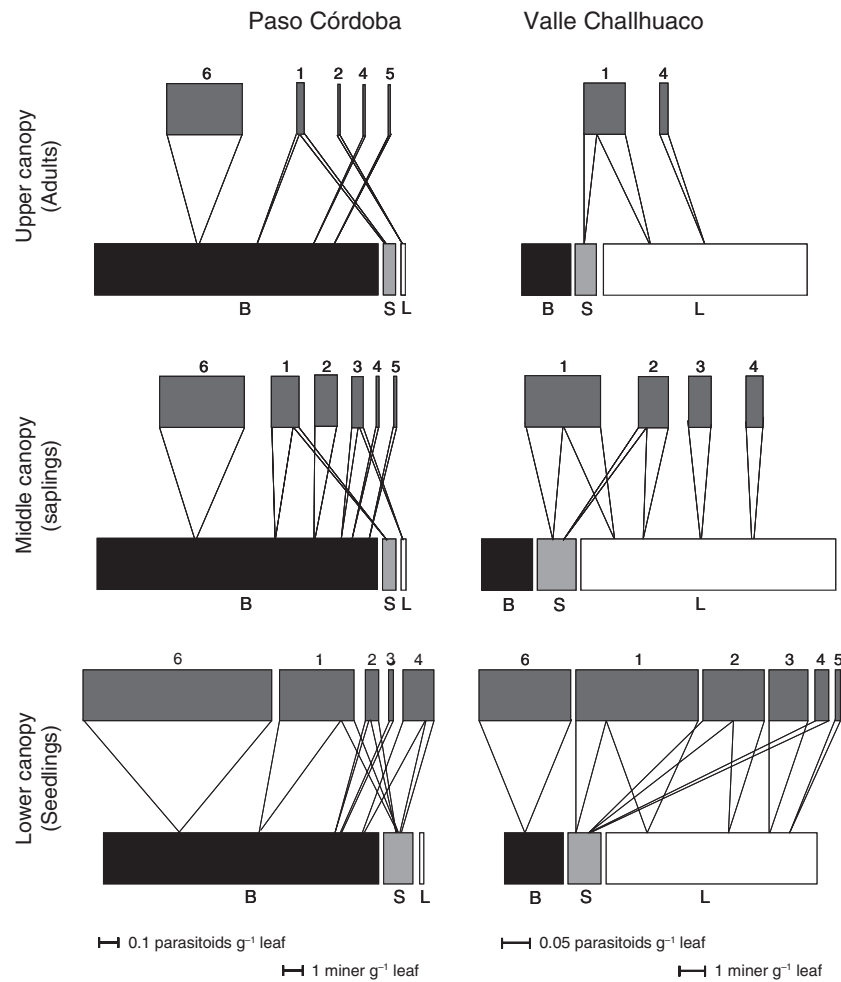 Paso Córdoba Valle Challhuaco
Upper canopy
(Adults)
6 1 2 4 5 1 4
B S L B S L
Middle canopy
(saplings)
6 1 2 3 4 5 1 2 3 4
B S L B S L
Lower canopy
(Seedlings)
6 1 2 3 4 6 1 2 3 4 5
B S L B S L
0.1 parasitoids g⁻¹ leaf 0.05 parasitoids g⁻¹ leaf
1 miner g⁻¹ leaf 1 miner g⁻¹ leaf